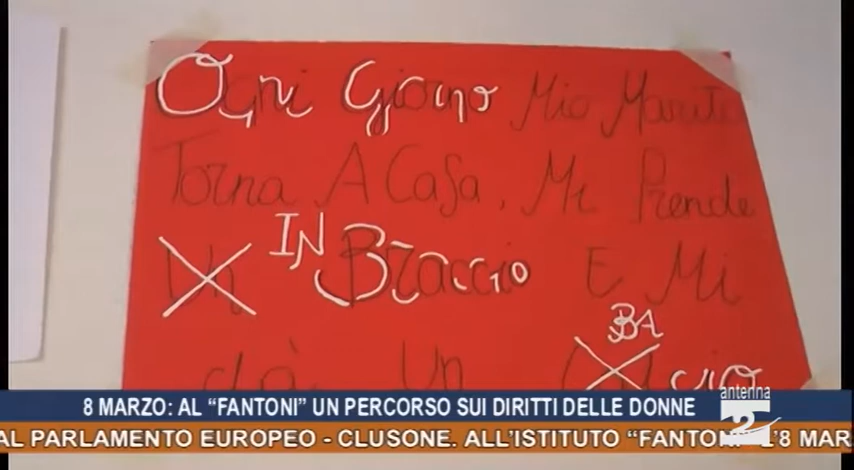 Ogni Giorno Mio Marito
Torna A Casa, Mi Prende
Un IN Braccio E Mi
dà Un BA cio
8 MARZO: AL “FANTONI” UN PERCORSO SUI DIRITTI DELLE DONNE
antenna
2
AL PARLAMENTO EUROPEO - CLUSONE. ALL’ISTITUTO “FANTONI” L’8 MAR